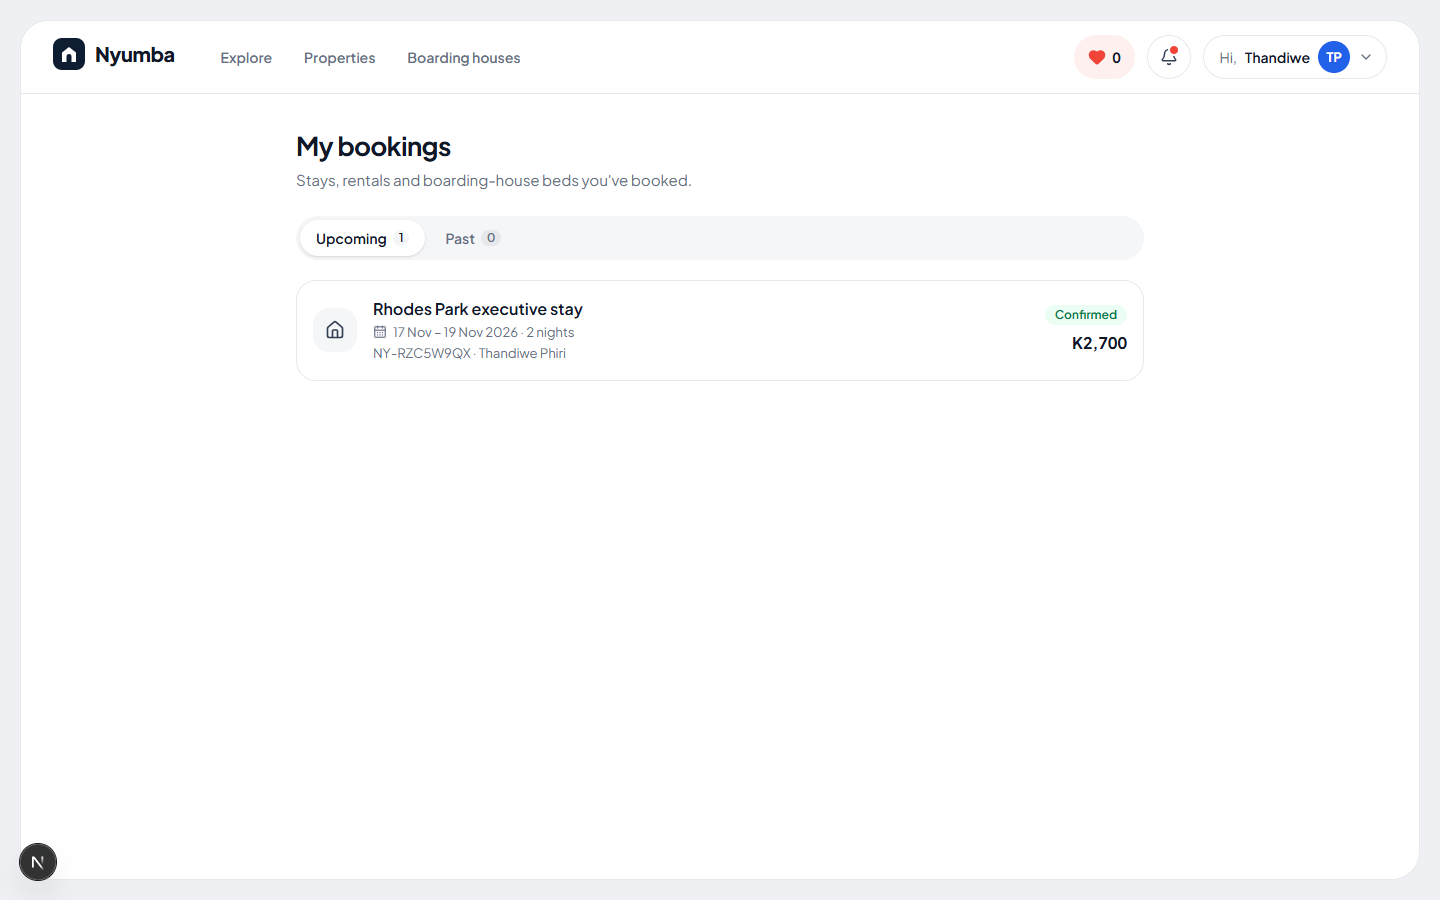 Nyumba
Explore
Properties
Boarding houses
0
Hi, Thandiwe
TP
My bookings
Stays, rentals and boarding-house beds you've booked.
Upcoming 1
Past 0
Rhodes Park executive stay
17 Nov – 19 Nov 2026 · 2 nights
NY-RZC5W9QX · Thandiwe Phiri
Confirmed
K2,700
N